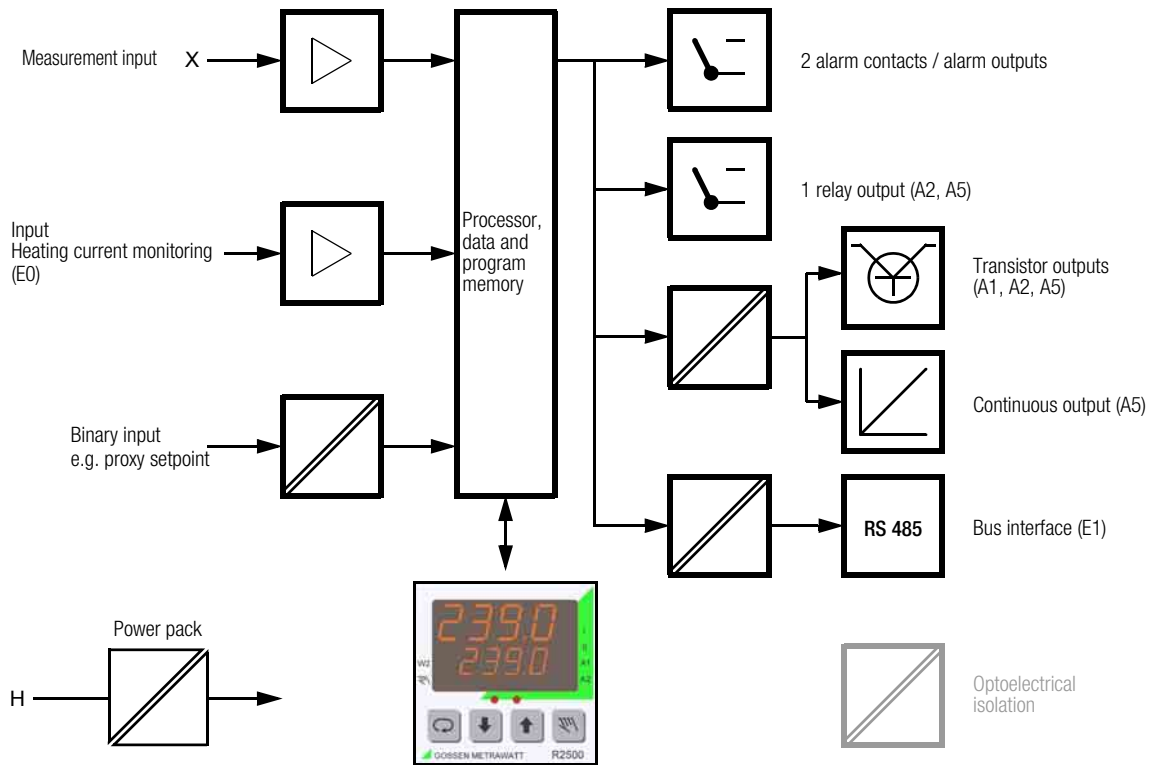 Measurement input
X
2 alarm contacts / alarm outputs
1 relay output (A2, A5)
Input
Heating current monitoring
(E0)
Processor,
data and
program
memory
Transistor outputs
(A1, A2, A5)
Continuous output (A5)
Binary input
e.g. proxy setpoint
RS 485
Bus interface (E1)
Power pack
H
239.0
239.0
I
II
W2
A1
A2
GOSSEN METRAWATT
R2500
Optoelectrical
isolation